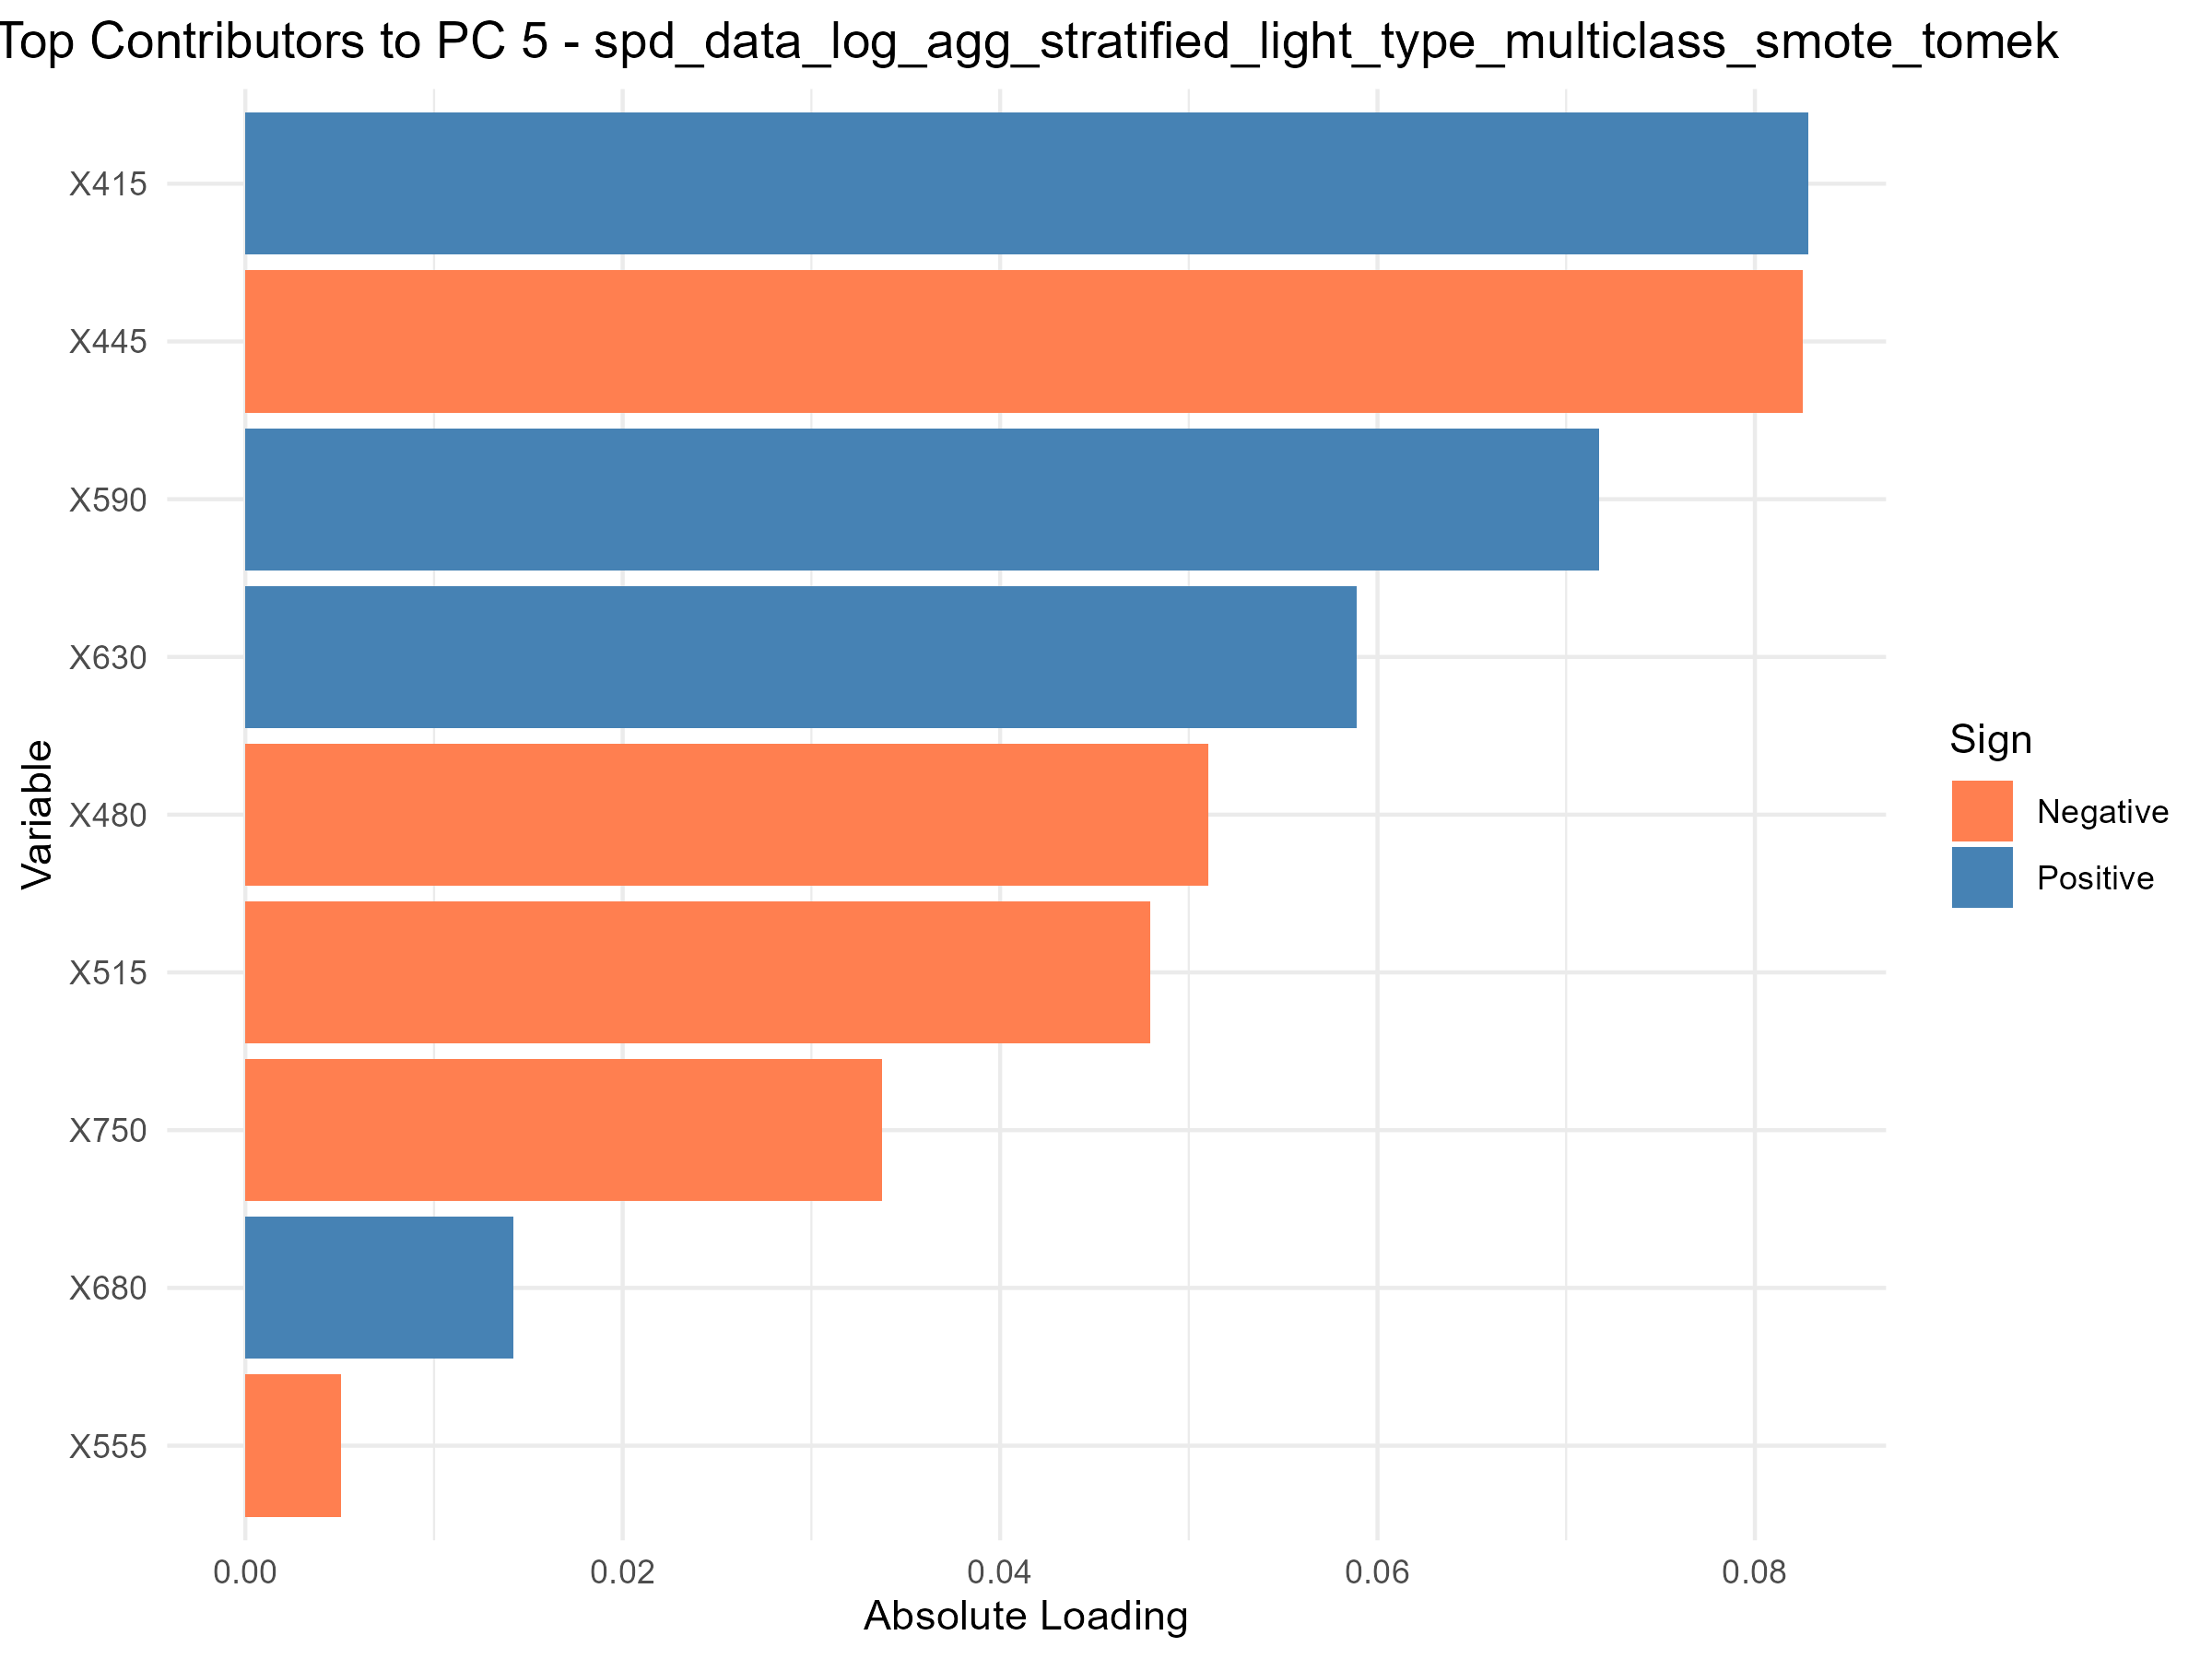 Top Contributors to PC 5 - spd_data_log_agg_stratified_light_type_multiclass_smote_tomek
X415
X445
X590
X630
X480
X515
X750
X680
X555
Variable
0.00 0.02 0.04 0.06 0.08
Absolute Loading
Sign
Negative
Positive